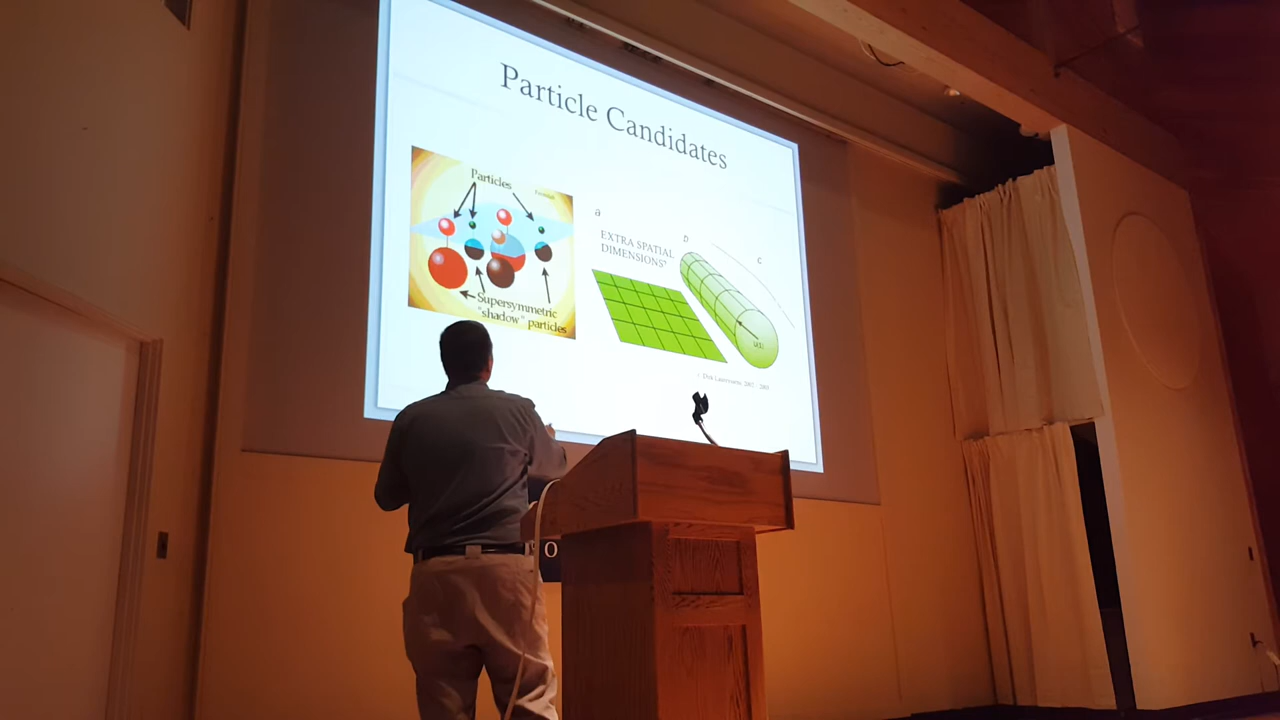 Particle Candidates
Particles
a
EXTRA SPATIAL
DIMENSIONS?
b
c
Supersymmetric
"shadow" particles
O